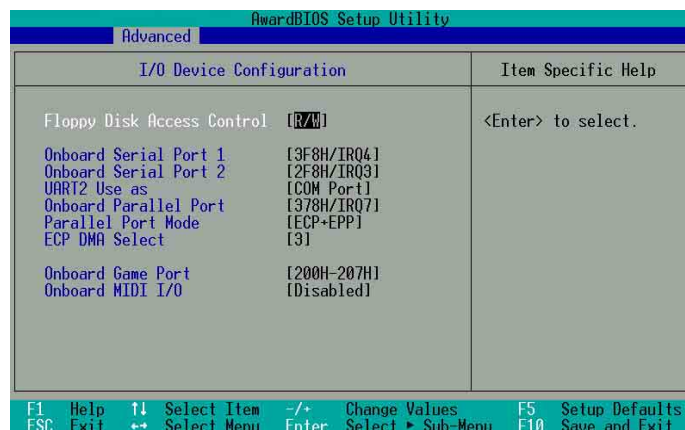 AwardBIOS Setup Utility
Advanced
I/O Device Configuration
Item Specific Help
Floppy Disk Access Control [R/W]
<Enter> to select.
Onboard Serial Port 1 [3F8H/IRQ4]
Onboard Serial Port 2 [2F8H/IRQ3]
UART2 Use as [COM Port]
Onboard Parallel Port [378H/IRQ7]
Parallel Port Mode [ECP+EPP]
ECP DMA Select [3]
Onboard Game Port [200H-207H]
Onboard MIDI I/O [Disabled]
F1 Help ↑↓ Select Item -/+ Change Values F5 Setup Defaults
ESC Exit ←→ Select Menu Enter Select ► Sub-Menu F10 Save and Exit